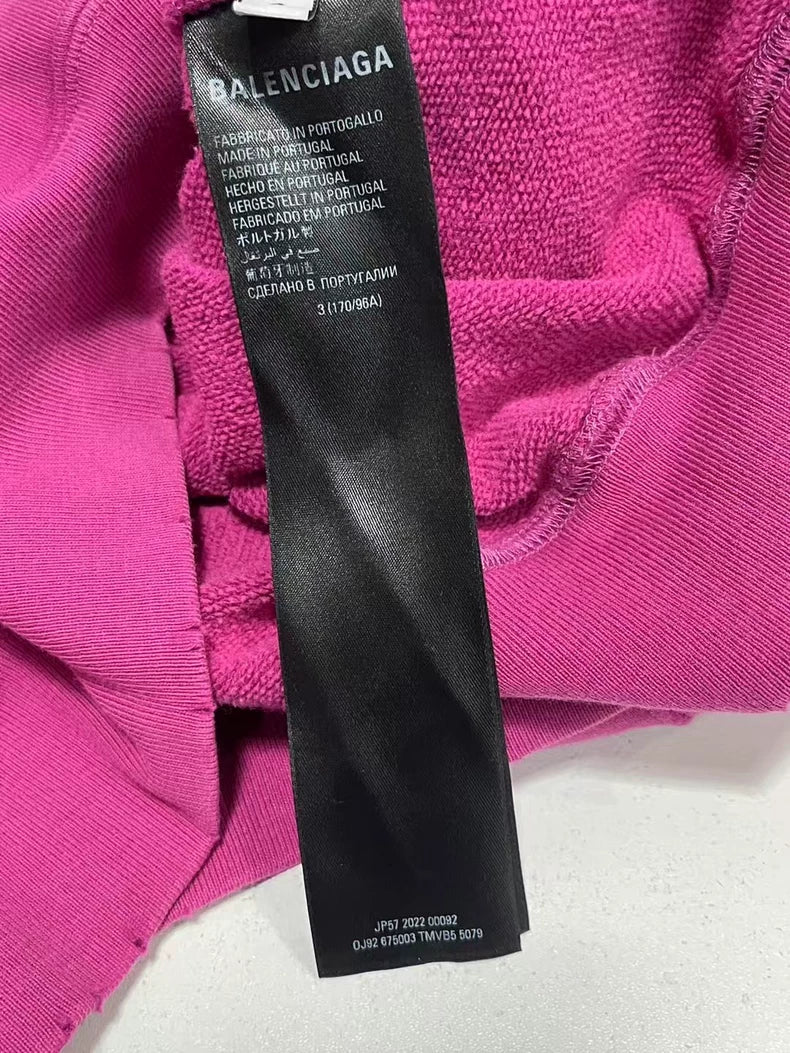 BALENCIAGA
FABBRICATO IN PORTOGALLO
MADE IN PORTUGAL
FABRIQUÉ AU PORTUGAL
HECHO EN PORTUGAL
HERGESTELLT IN PORTUGAL
FABRICADO EM PORTUGAL
ポルトガル製
صنع في البرتغال
葡萄牙制造
СДЕЛАНО В ПОРТУГАЛИИ
3 (170/96A)
JP57 2022 00092
OJ92 675003 TMVB5 5079